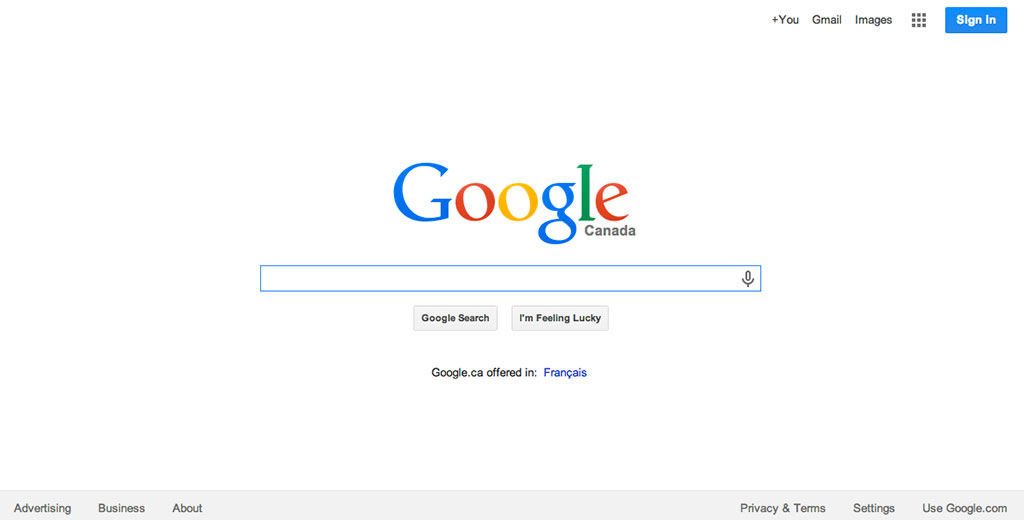 +You Gmail Images Sign in
Google
Canada
Google Search I'm Feeling Lucky
Google.ca offered in: Français
Advertising Business About Privacy & Terms Settings Use Google.com